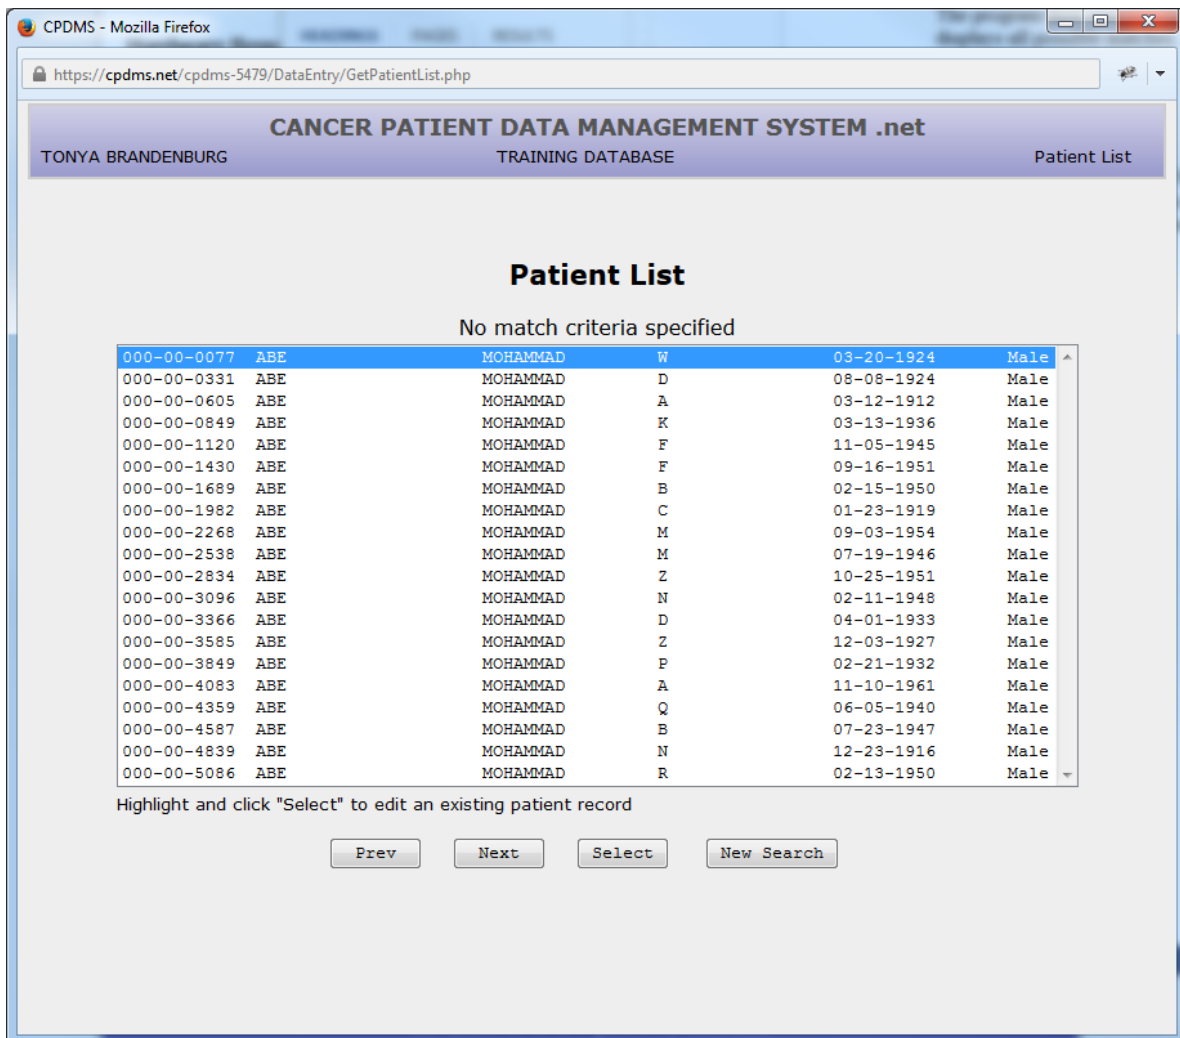 CPDMS - Mozilla Firefox
https://cpdms.net/cpdms-5479/DataEntry/GetPatientList.php
CANCER PATIENT DATA MANAGEMENT SYSTEM .net
TONYA BRANDENBURG TRAINING DATABASE Patient List
Patient List
No match criteria specified
000-00-0077 ABE MOHAMMAD W 03-20-1924 Male
000-00-0331 ABE MOHAMMAD D 08-08-1924 Male
000-00-0605 ABE MOHAMMAD A 03-12-1912 Male
000-00-0849 ABE MOHAMMAD K 03-13-1936 Male
000-00-1120 ABE MOHAMMAD F 11-05-1945 Male
000-00-1430 ABE MOHAMMAD F 09-16-1951 Male
000-00-1689 ABE MOHAMMAD B 02-15-1950 Male
000-00-1982 ABE MOHAMMAD C 01-23-1919 Male
000-00-2268 ABE MOHAMMAD M 09-03-1954 Male
000-00-2538 ABE MOHAMMAD M 07-19-1946 Male
000-00-2834 ABE MOHAMMAD Z 10-25-1951 Male
000-00-3096 ABE MOHAMMAD N 02-11-1948 Male
000-00-3366 ABE MOHAMMAD D 04-01-1933 Male
000-00-3585 ABE MOHAMMAD Z 12-03-1927 Male
000-00-3849 ABE MOHAMMAD P 02-21-1932 Male
000-00-4083 ABE MOHAMMAD A 11-10-1961 Male
000-00-4359 ABE MOHAMMAD Q 06-05-1940 Male
000-00-4587 ABE MOHAMMAD B 07-23-1947 Male
000-00-4839 ABE MOHAMMAD N 12-23-1916 Male
000-00-5086 ABE MOHAMMAD R 02-13-1950 Male
Highlight and click "Select" to edit an existing patient record
Prev Next Select New Search